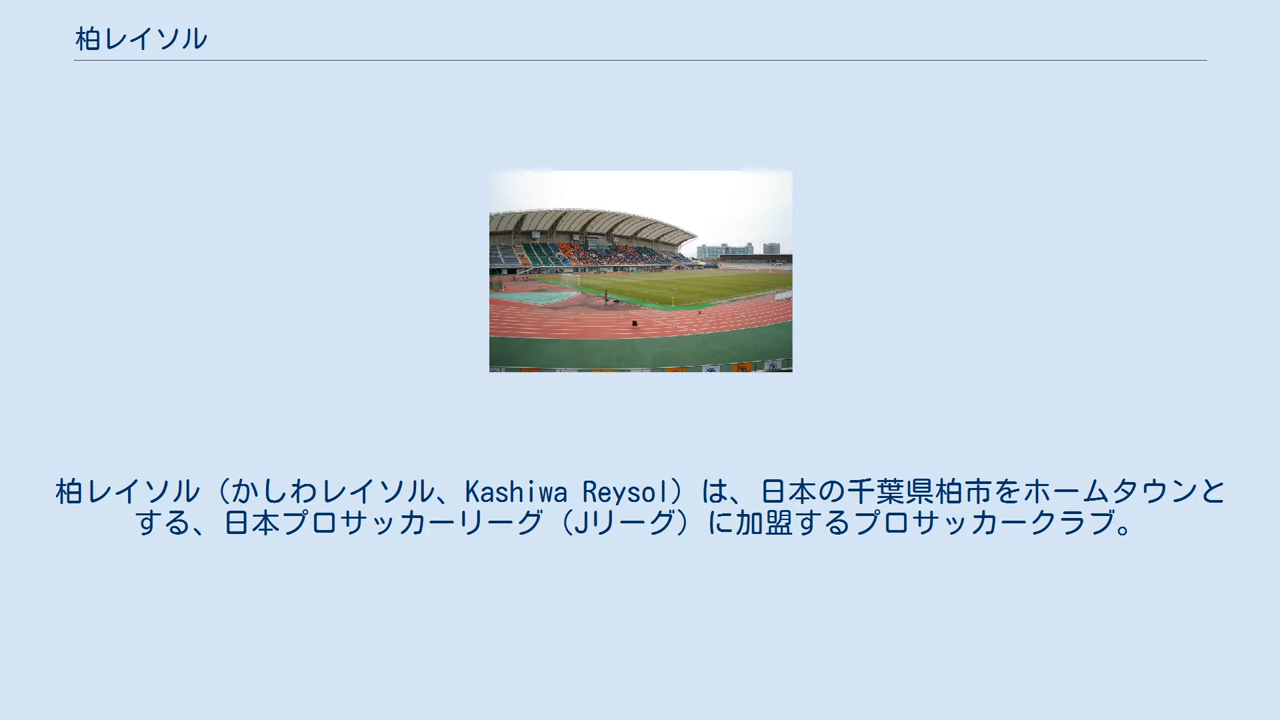 柏レイソル
柏レイソル（かしわレイソル、Kashiwa Reysol）は、日本の千葉県柏市をホームタウンと
する、日本プロサッカーリーグ（Jリーグ）に加盟するプロサッカークラブ。